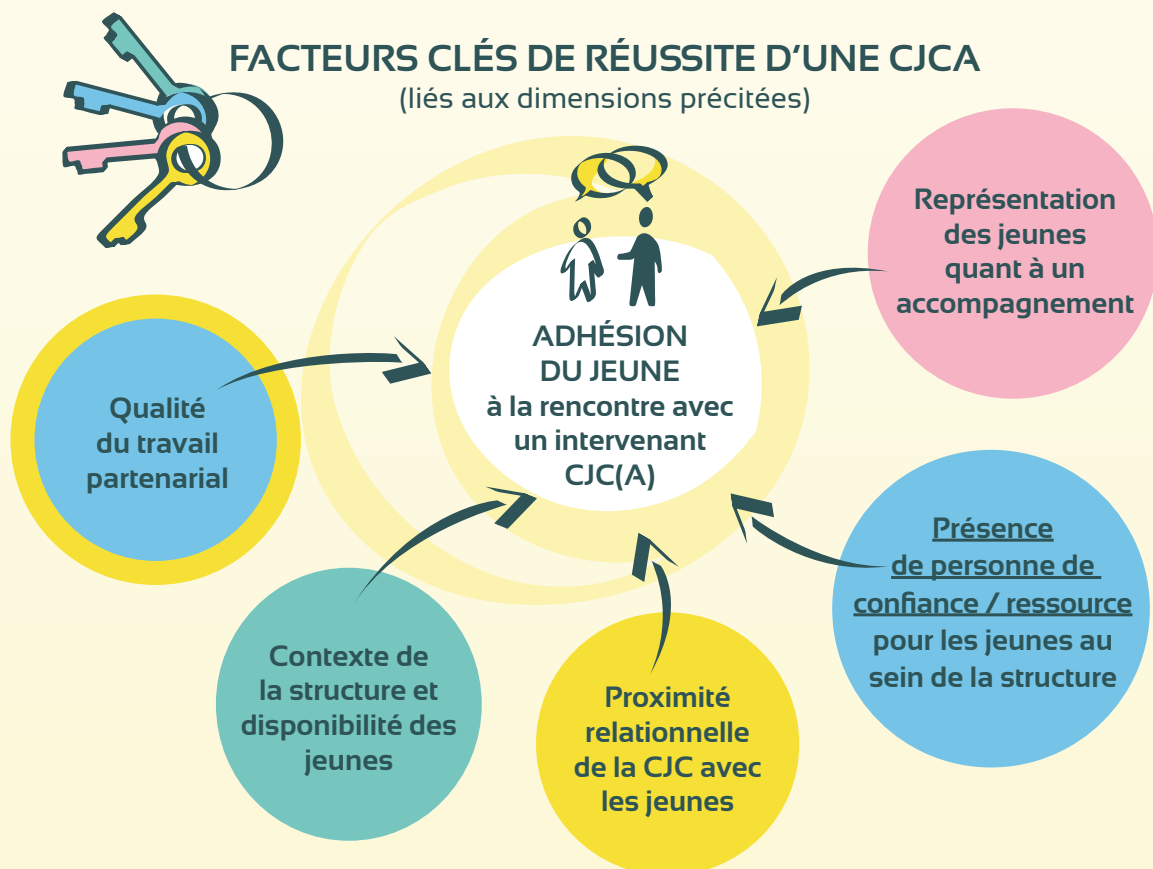 FACTEURS CLÉS DE RÉUSSITE D'UNE CJCA
(liés aux dimensions précitées)
Représentation
des jeunes
quant à un
accompagnement
ADHÉSION
DU JEUNE
à la rencontre avec
un intervenant
CJC(A)
Qualité
du travail
partenarial
Présence
de personne de
confiance / ressource
pour les jeunes au
sein de la structure
Contexte de
la structure et
disponibilité des
jeunes
Proximité
relationnelle
de la CJC avec
les jeunes